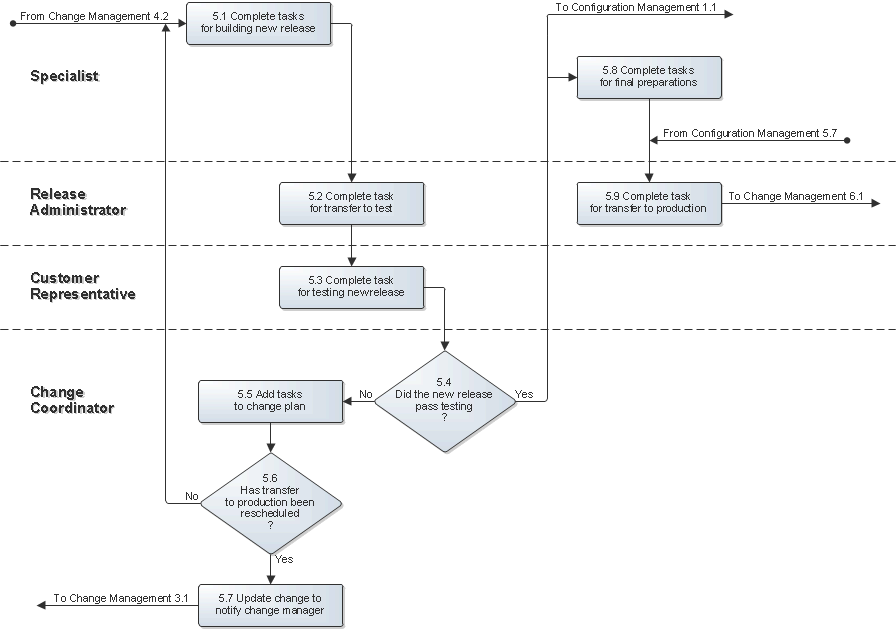 From Change Management 4.2
5.1 Complete tasks
for building new release
To Configuration Management 1.1
Specialist
5.8 Complete tasks
for final preparations
From Configuration Management 5.7
Release
Administrator
5.2 Complete task
for transfer to test
5.9 Complete task
for transfer to production
To Change Management 6.1
Customer
Representative
5.3 Complete task
for testing newrelease
Change
Coordinator
5.4
Did the new release
pass testing
?
No
Yes
5.5 Add tasks
to change plan
5.6
Has transfer
to production been
rescheduled
?
No
Yes
5.7 Update change to
notify change manager
To Change Management 3.1